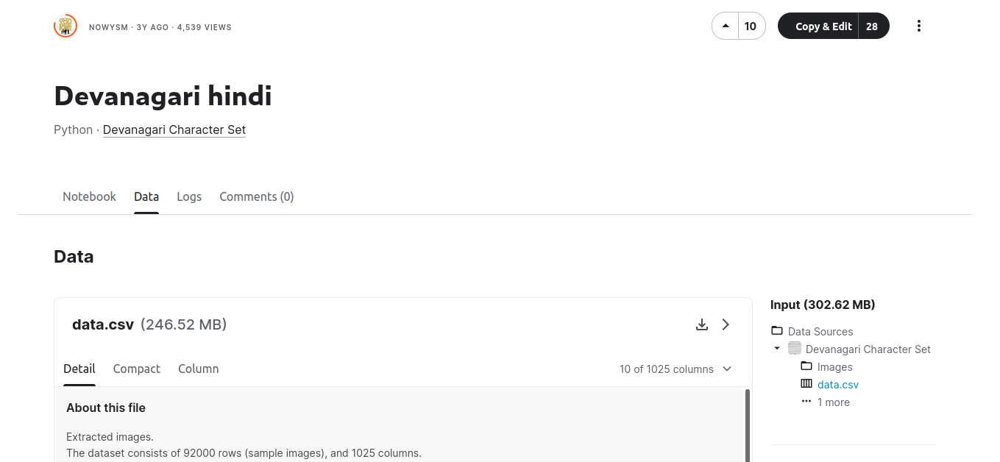 NOWYSM · 3Y AGO · 4,539 VIEWS
10
Copy & Edit 28
Devanagari hindi
Python · Devanagari Character Set
Notebook Data Logs Comments (0)
Data
data.csv (246.52 MB)
Detail Compact Column
10 of 1025 columns
About this file
Extracted images.
The dataset consists of 92000 rows (sample images), and 1025 columns.
Input (302.62 MB)
Data Sources
Devanagari Character Set
Images
data.csv
1 more